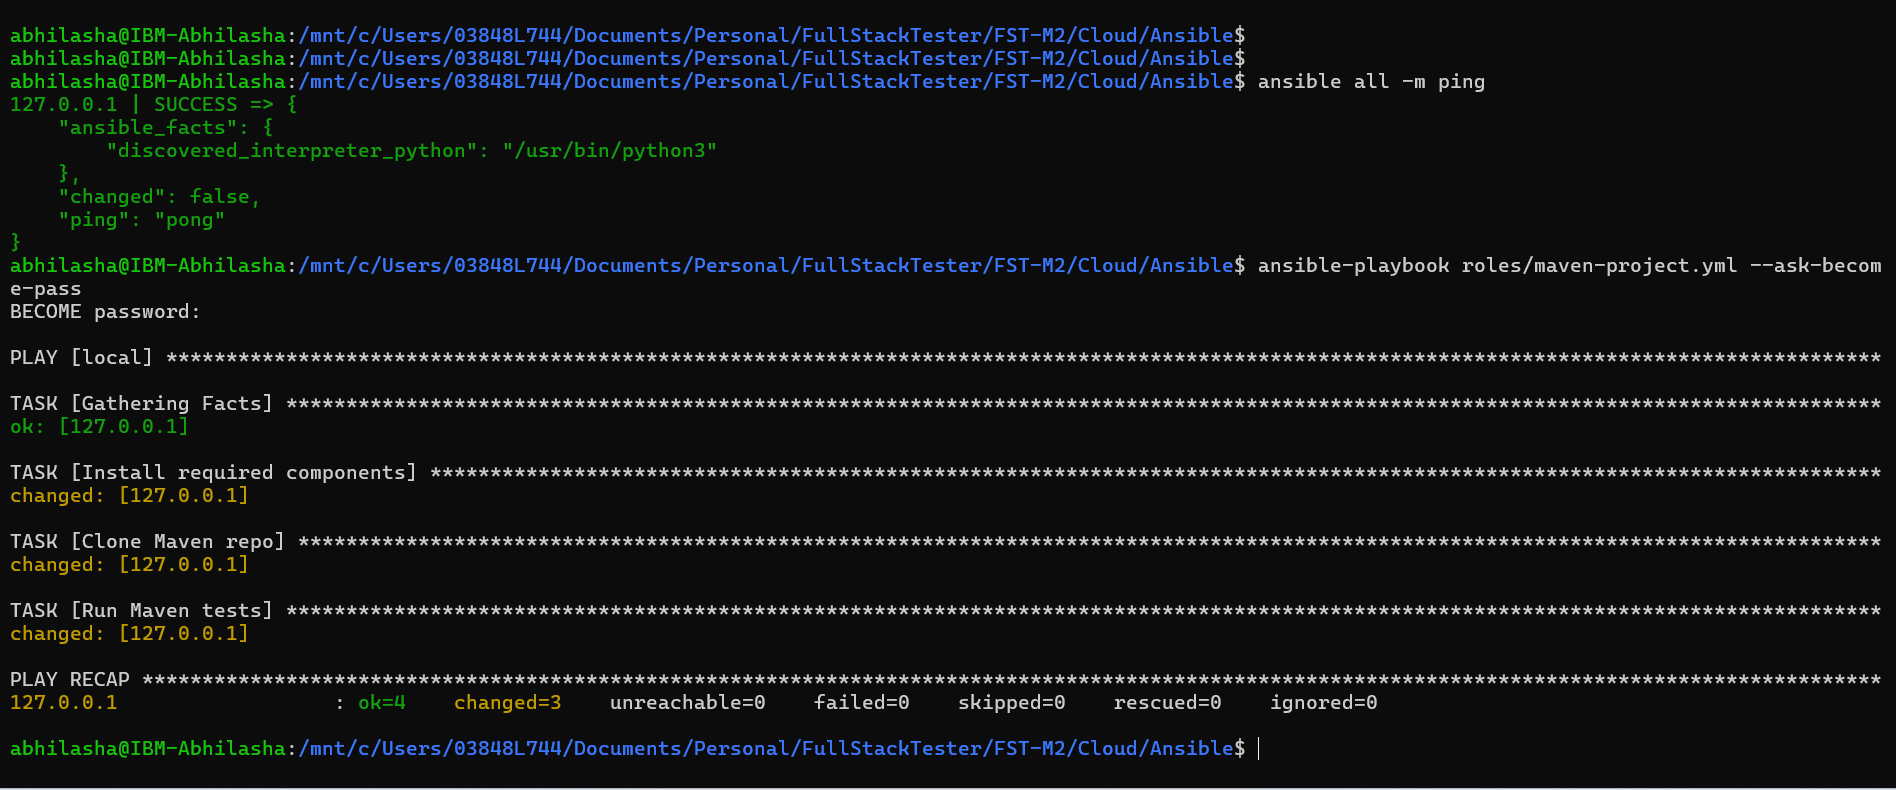 abhilasha@IBM-Abhilasha:/mnt/c/Users/03848L744/Documents/Personal/FullStackTester/FST-M2/Cloud/Ansible$
abhilasha@IBM-Abhilasha:/mnt/c/Users/03848L744/Documents/Personal/FullStackTester/FST-M2/Cloud/Ansible$
abhilasha@IBM-Abhilasha:/mnt/c/Users/03848L744/Documents/Personal/FullStackTester/FST-M2/Cloud/Ansible$ ansible all -m ping
127.0.0.1 | SUCCESS => {
    "ansible_facts": {
        "discovered_interpreter_python": "/usr/bin/python3"
    },
    "changed": false,
    "ping": "pong"
}
abhilasha@IBM-Abhilasha:/mnt/c/Users/03848L744/Documents/Personal/FullStackTester/FST-M2/Cloud/Ansible$ ansible-playbook roles/maven-project.yml --ask-becom
e-pass
BECOME password:
PLAY [local] ***********************************************************************************************************************************************
TASK [Gathering Facts] *************************************************************************************************************************************
ok: [127.0.0.1]
TASK [Install required components] *************************************************************************************************************************
changed: [127.0.0.1]
TASK [Clone Maven repo] ************************************************************************************************************************************
changed: [127.0.0.1]
TASK [Run Maven tests] *************************************************************************************************************************************
changed: [127.0.0.1]
PLAY RECAP *************************************************************************************************************************************************
127.0.0.1                  : ok=4    changed=3    unreachable=0    failed=0    skipped=0    rescued=0    ignored=0
abhilasha@IBM-Abhilasha:/mnt/c/Users/03848L744/Documents/Personal/FullStackTester/FST-M2/Cloud/Ansible$